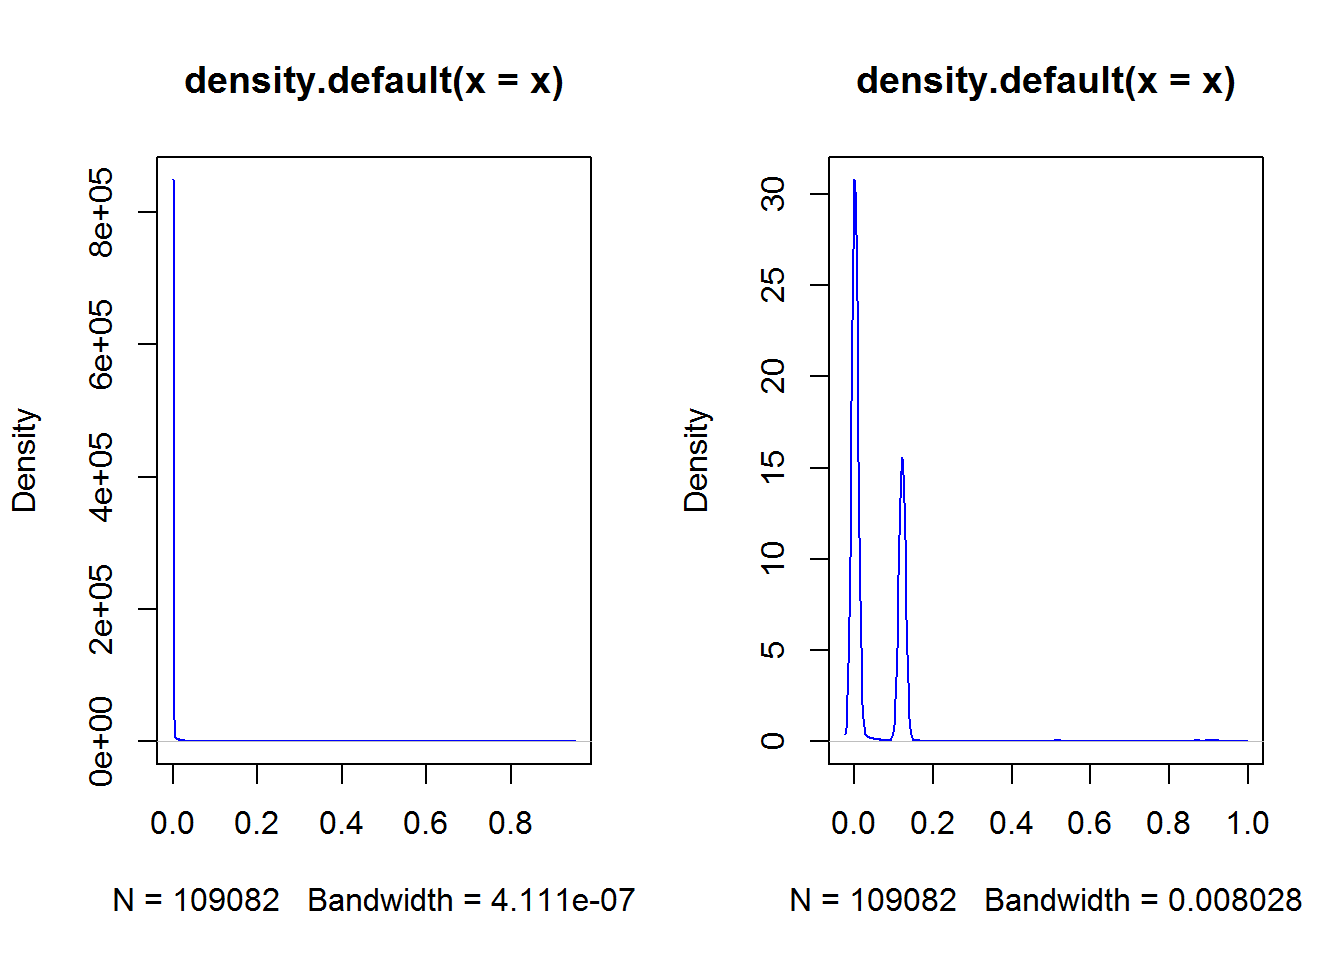 density.default(x = x)
Density
8e+05
6e+05
4e+05
2e+05
0e+00
0.0 0.2 0.4 0.6 0.8
N = 109082 Bandwidth = 4.111e-07
density.default(x = x)
Density
30
25
20
15
10
5
0
0.0 0.2 0.4 0.6 0.8 1.0
N = 109082 Bandwidth = 0.008028